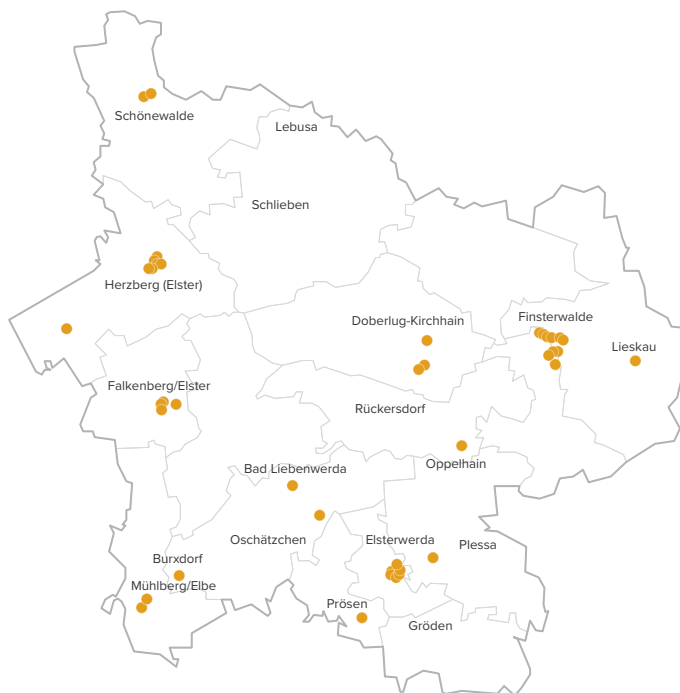 Schönewalde
Lebusa
Schlieben
Herzberg (Elster)
Finsterwalde
Doberlug-Kirchhain
Lieskau
Falkenberg/Elster
Rückersdorf
Oppelhain
Bad Liebenwerda
Oschätzchen
Elsterwerda
Plessa
Burxdorf
Mühlberg/Elbe
Prösen
Gröden